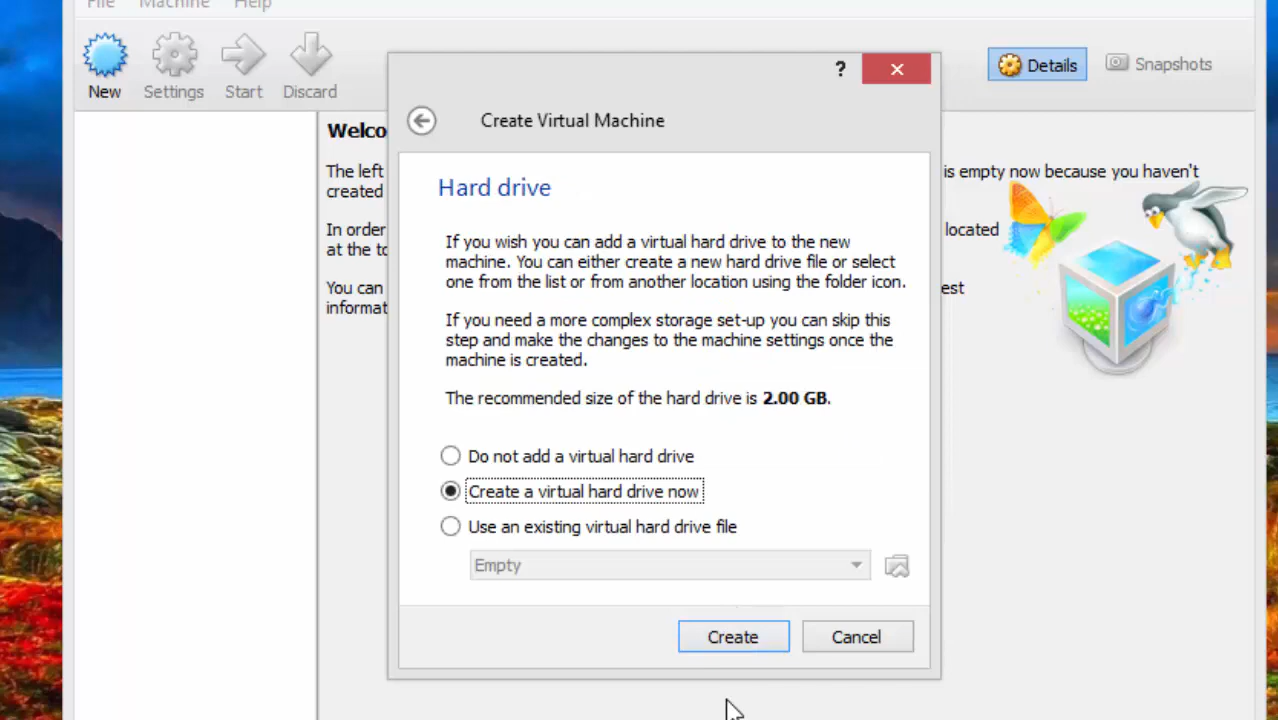 File Machine Help
New Settings Start Discard
Details Snapshots
?
Create Virtual Machine
Welco
The left
is empty now because you haven't
created
In order
located
at the to
You can
est
informat
Hard drive
If you wish you can add a virtual hard drive to the new
machine. You can either create a new hard drive file or select
one from the list or from another location using the folder icon.
If you need a more complex storage set-up you can skip this
step and make the changes to the machine settings once the
machine is created.
The recommended size of the hard drive is 2.00 GB.
Do not add a virtual hard drive
Create a virtual hard drive now
Use an existing virtual hard drive file
Empty
Create Cancel